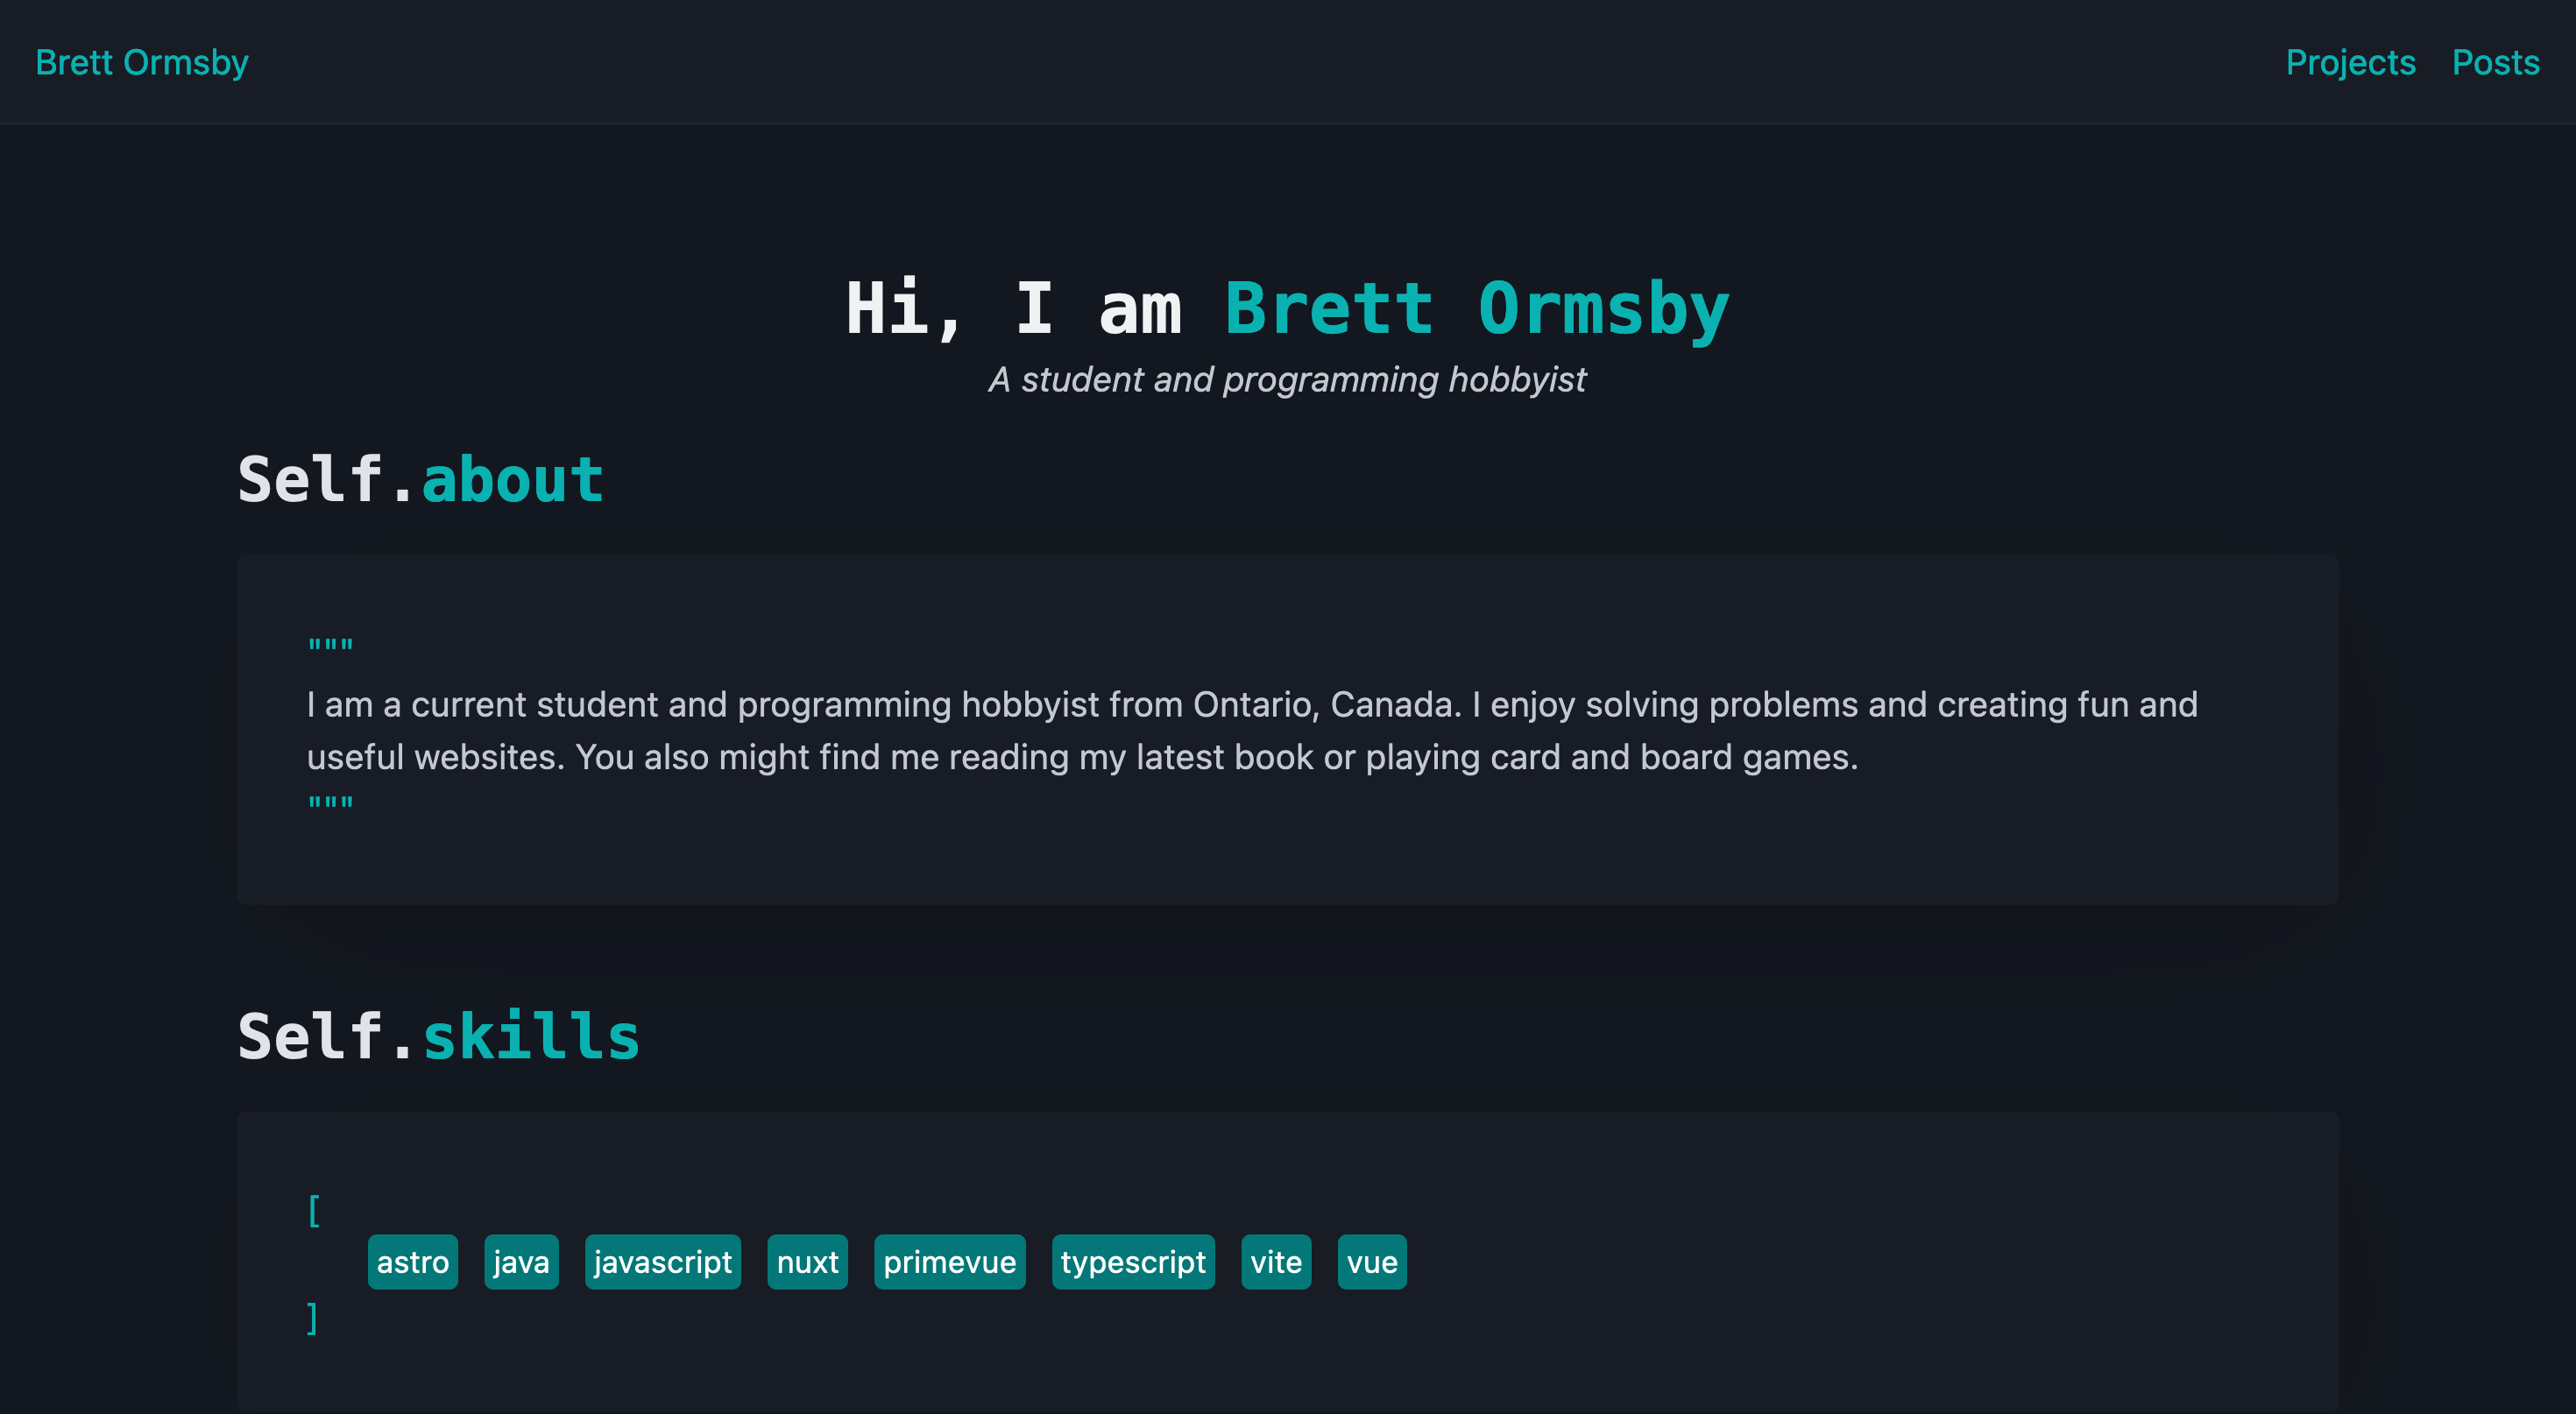 Brett Ormsby
Projects Posts
Hi, I am Brett Ormsby
A student and programming hobbyist
Self.about
"""
I am a current student and programming hobbyist from Ontario, Canada. I enjoy solving problems and creating fun and
useful websites. You also might find me reading my latest book or playing card and board games.
"""
Self.skills
[
astro java javascript nuxt primevue typescript vite vue
]